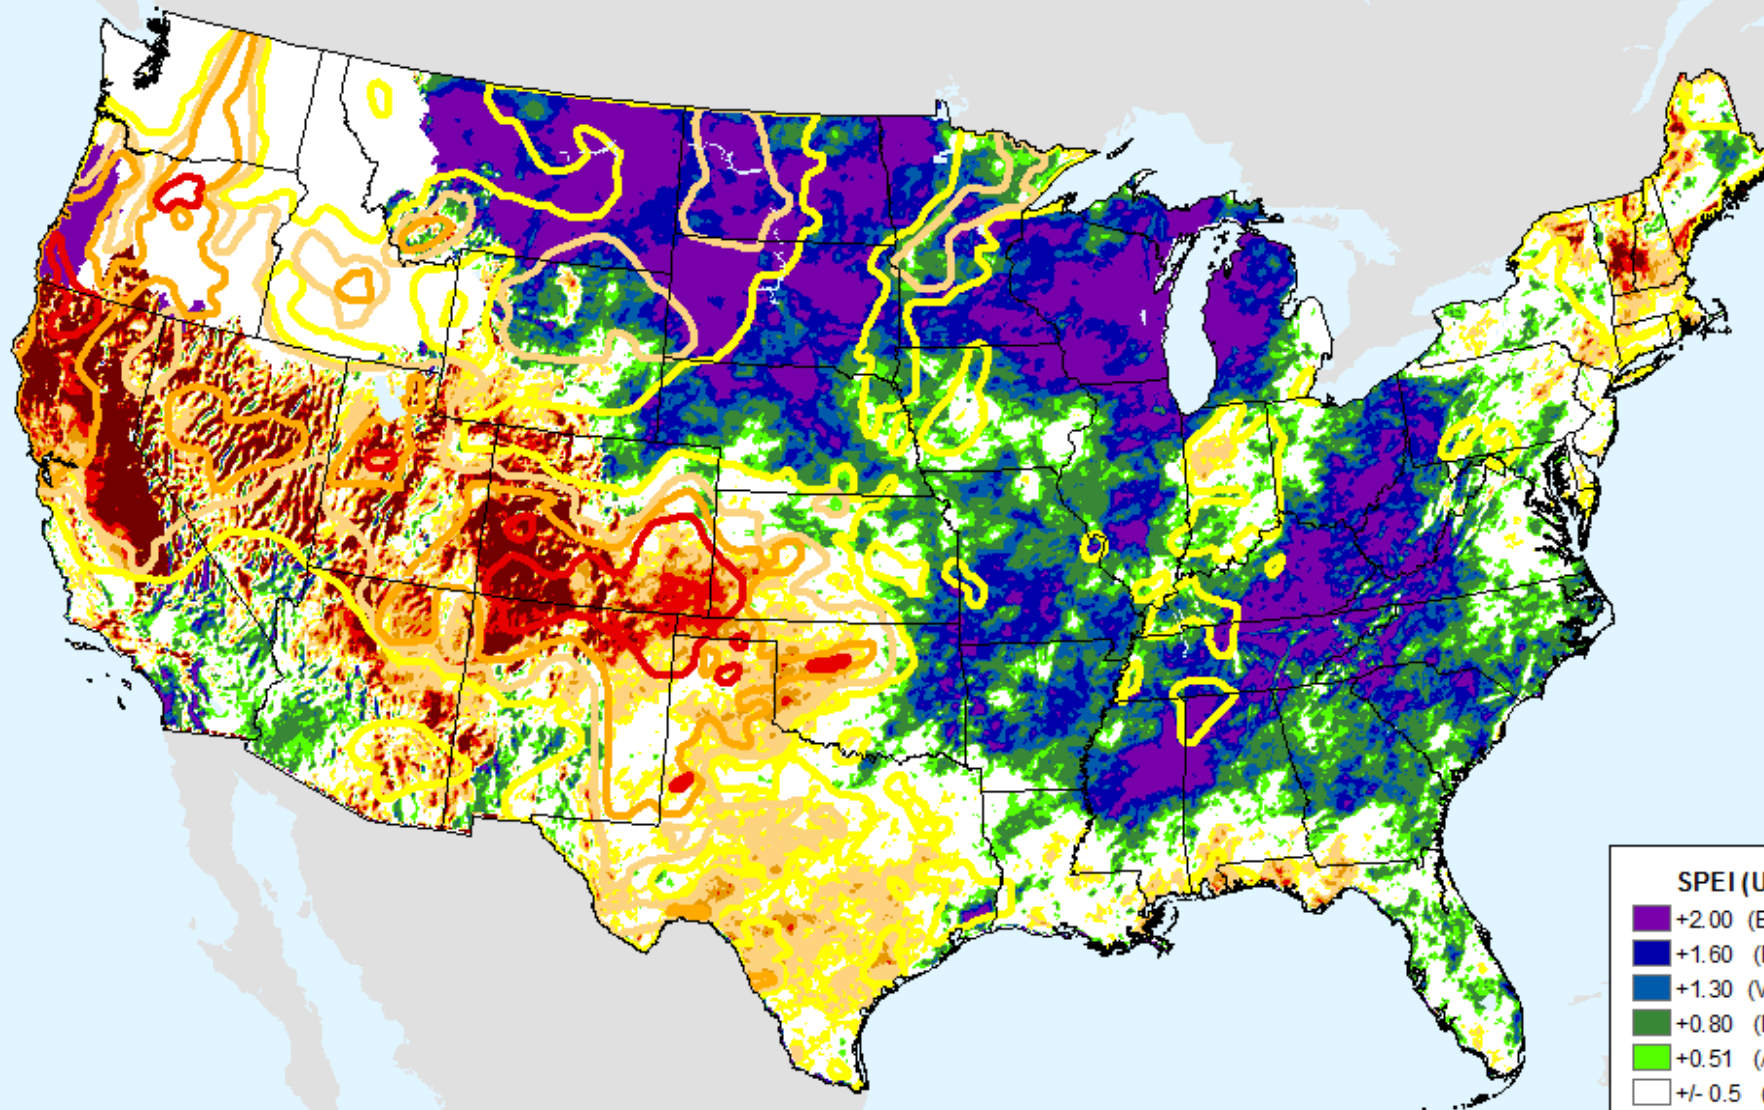 SPEI (U
+2.00 (E
+1.60 (
+1.30 (V
+0.80 (
+0.51 (
+/- 0.5 (